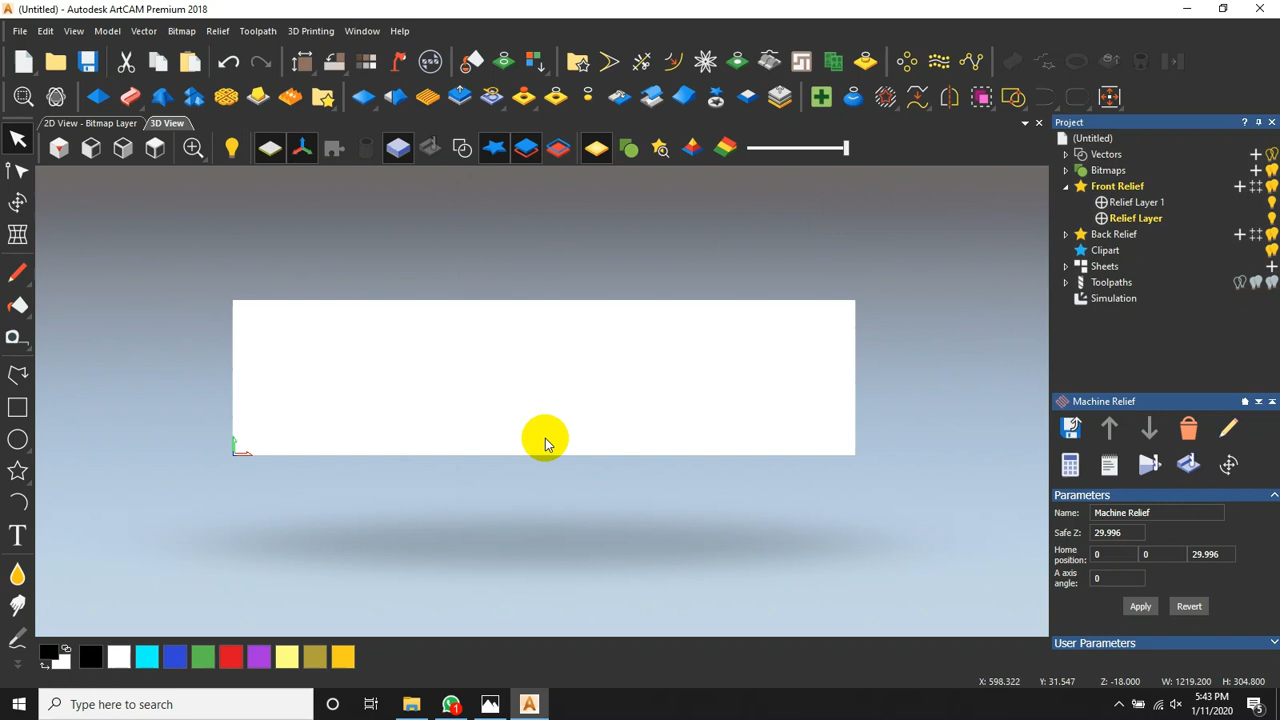 (Untitled) - Autodesk ArtCAM Premium 2018
File Edit View Model Vector Bitmap Relief Toolpath 3D Printing Window Help
2D View - Bitmap Layer 3D View
Project
(Untitled)
Vectors
Bitmaps
Front Relief
Relief Layer 1
Relief Layer
Back Relief
Clipart
Sheets
Toolpaths
Simulation
Machine Relief
Parameters
Name: Machine Relief
Safe Z: 29.996
Home position: 0 0 29.996
A axis angle: 0
Apply Revert
User Parameters
X: 598.322 Y: 31.547 Z: -18.000 W: 1219.200 H: 304.800
Type here to search
1
5:43 PM
1/11/2020
5